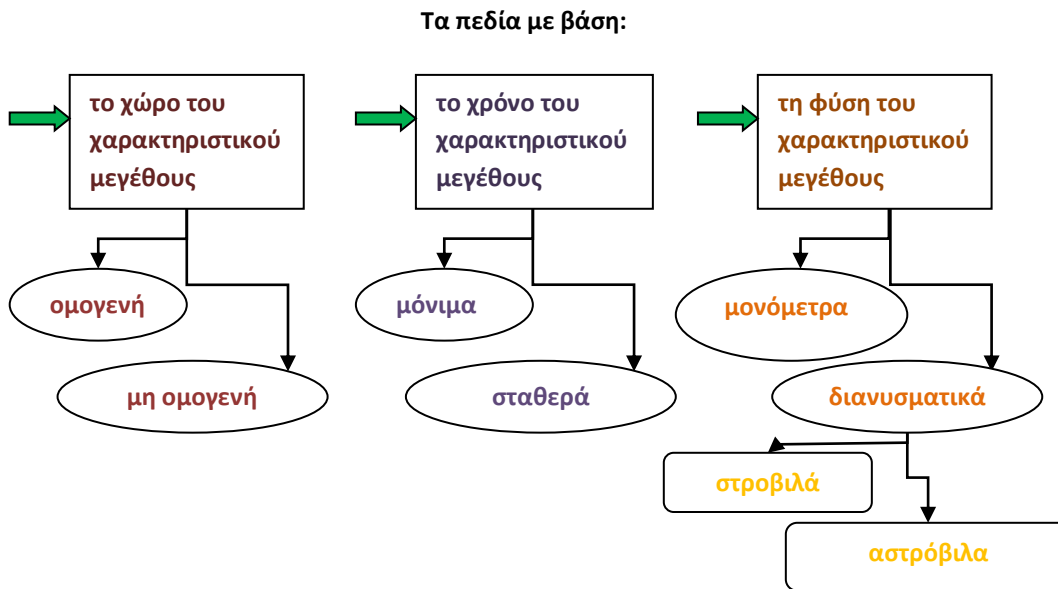 Τα πεδία με βάση:
το χώρο του
χαρακτηριστικού
μεγέθους
το χρόνο του
χαρακτηριστικού
μεγέθους
τη φύση του
χαρακτηριστικού
μεγέθους
ομογενή
μόνιμα
μονόμετρα
μη ομογενή
σταθερά
διανυσματικά
στροβιλά
αστρόβιλα